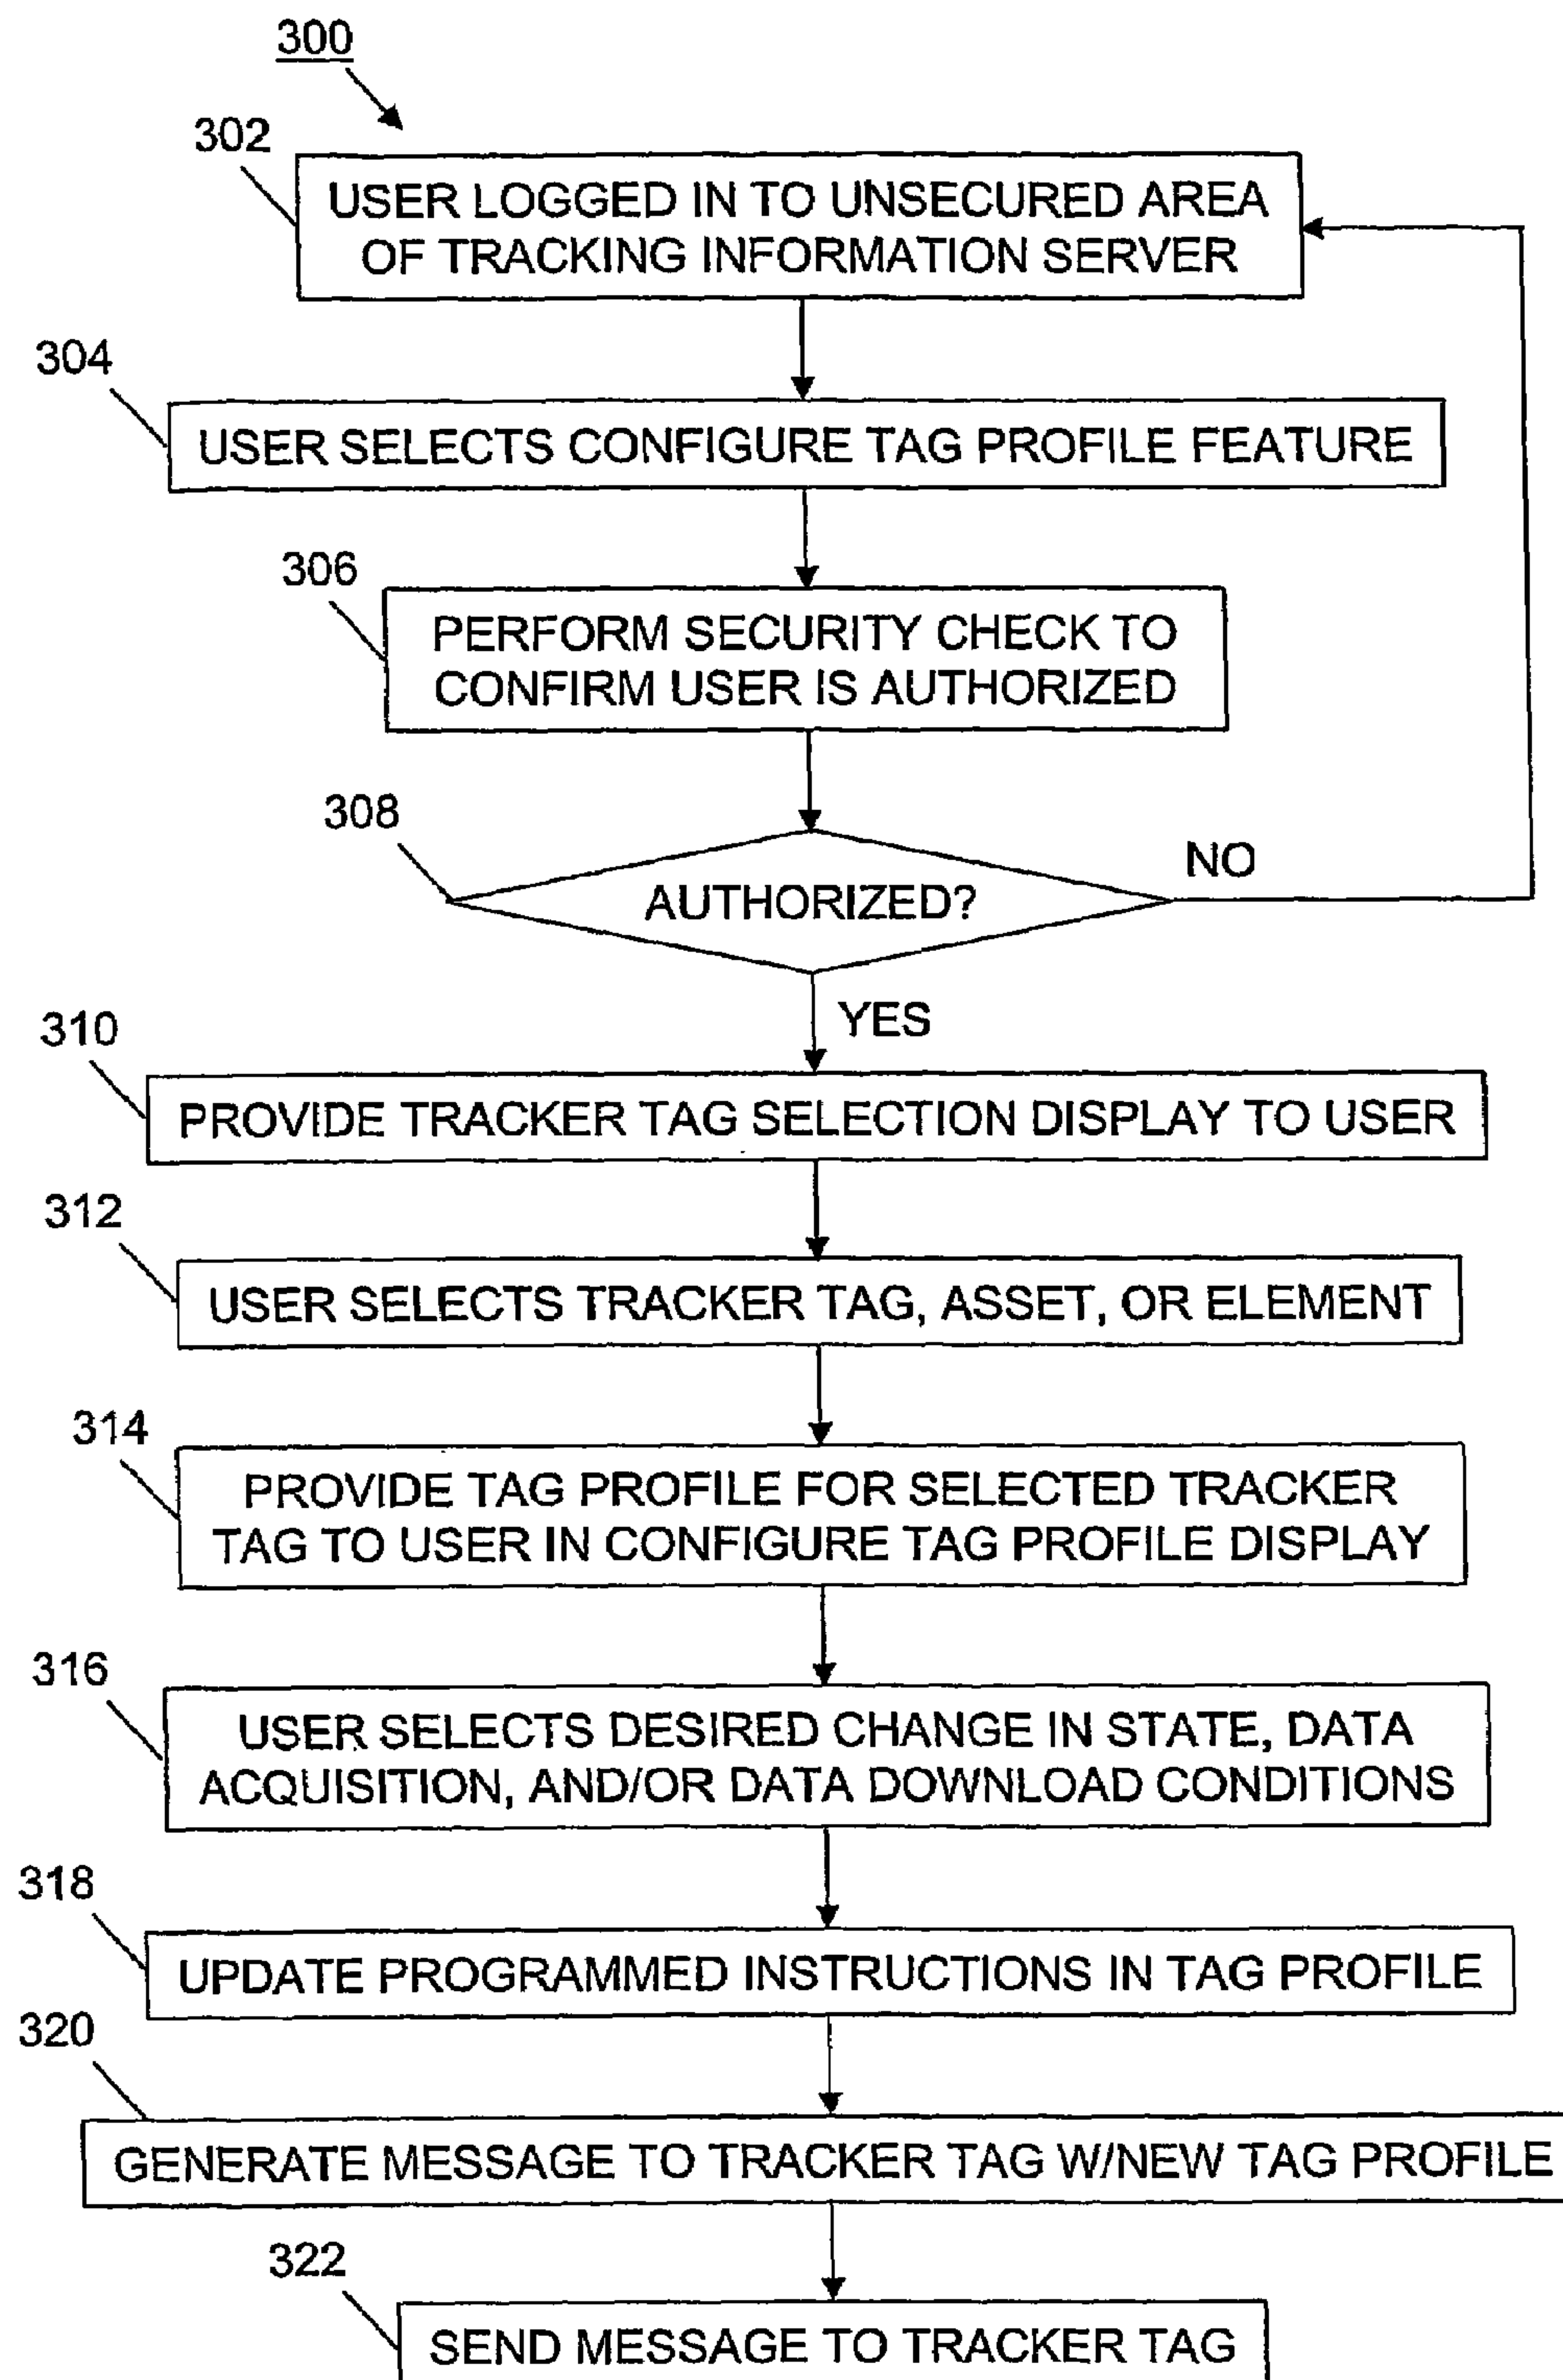 300
302
USER LOGGED IN TO UNSECURED AREA
OF TRACKING INFORMATION SERVER
304
USER SELECTS CONFIGURE TAG PROFILE FEATURE
306
PERFORM SECURITY CHECK TO
CONFIRM USER IS AUTHORIZED
308
AUTHORIZED?
NO
YES
310
PROVIDE TRACKER TAG SELECTION DISPLAY TO USER
312
USER SELECTS TRACKER TAG, ASSET, OR ELEMENT
314
PROVIDE TAG PROFILE FOR SELECTED TRACKER
TAG TO USER IN CONFIGURE TAG PROFILE DISPLAY
316
USER SELECTS DESIRED CHANGE IN STATE, DATA
ACQUISITION, AND/OR DATA DOWNLOAD CONDITIONS
318
UPDATE PROGRAMMED INSTRUCTIONS IN TAG PROFILE
320
GENERATE MESSAGE TO TRACKER TAG W/NEW TAG PROFILE
322
SEND MESSAGE TO TRACKER TAG